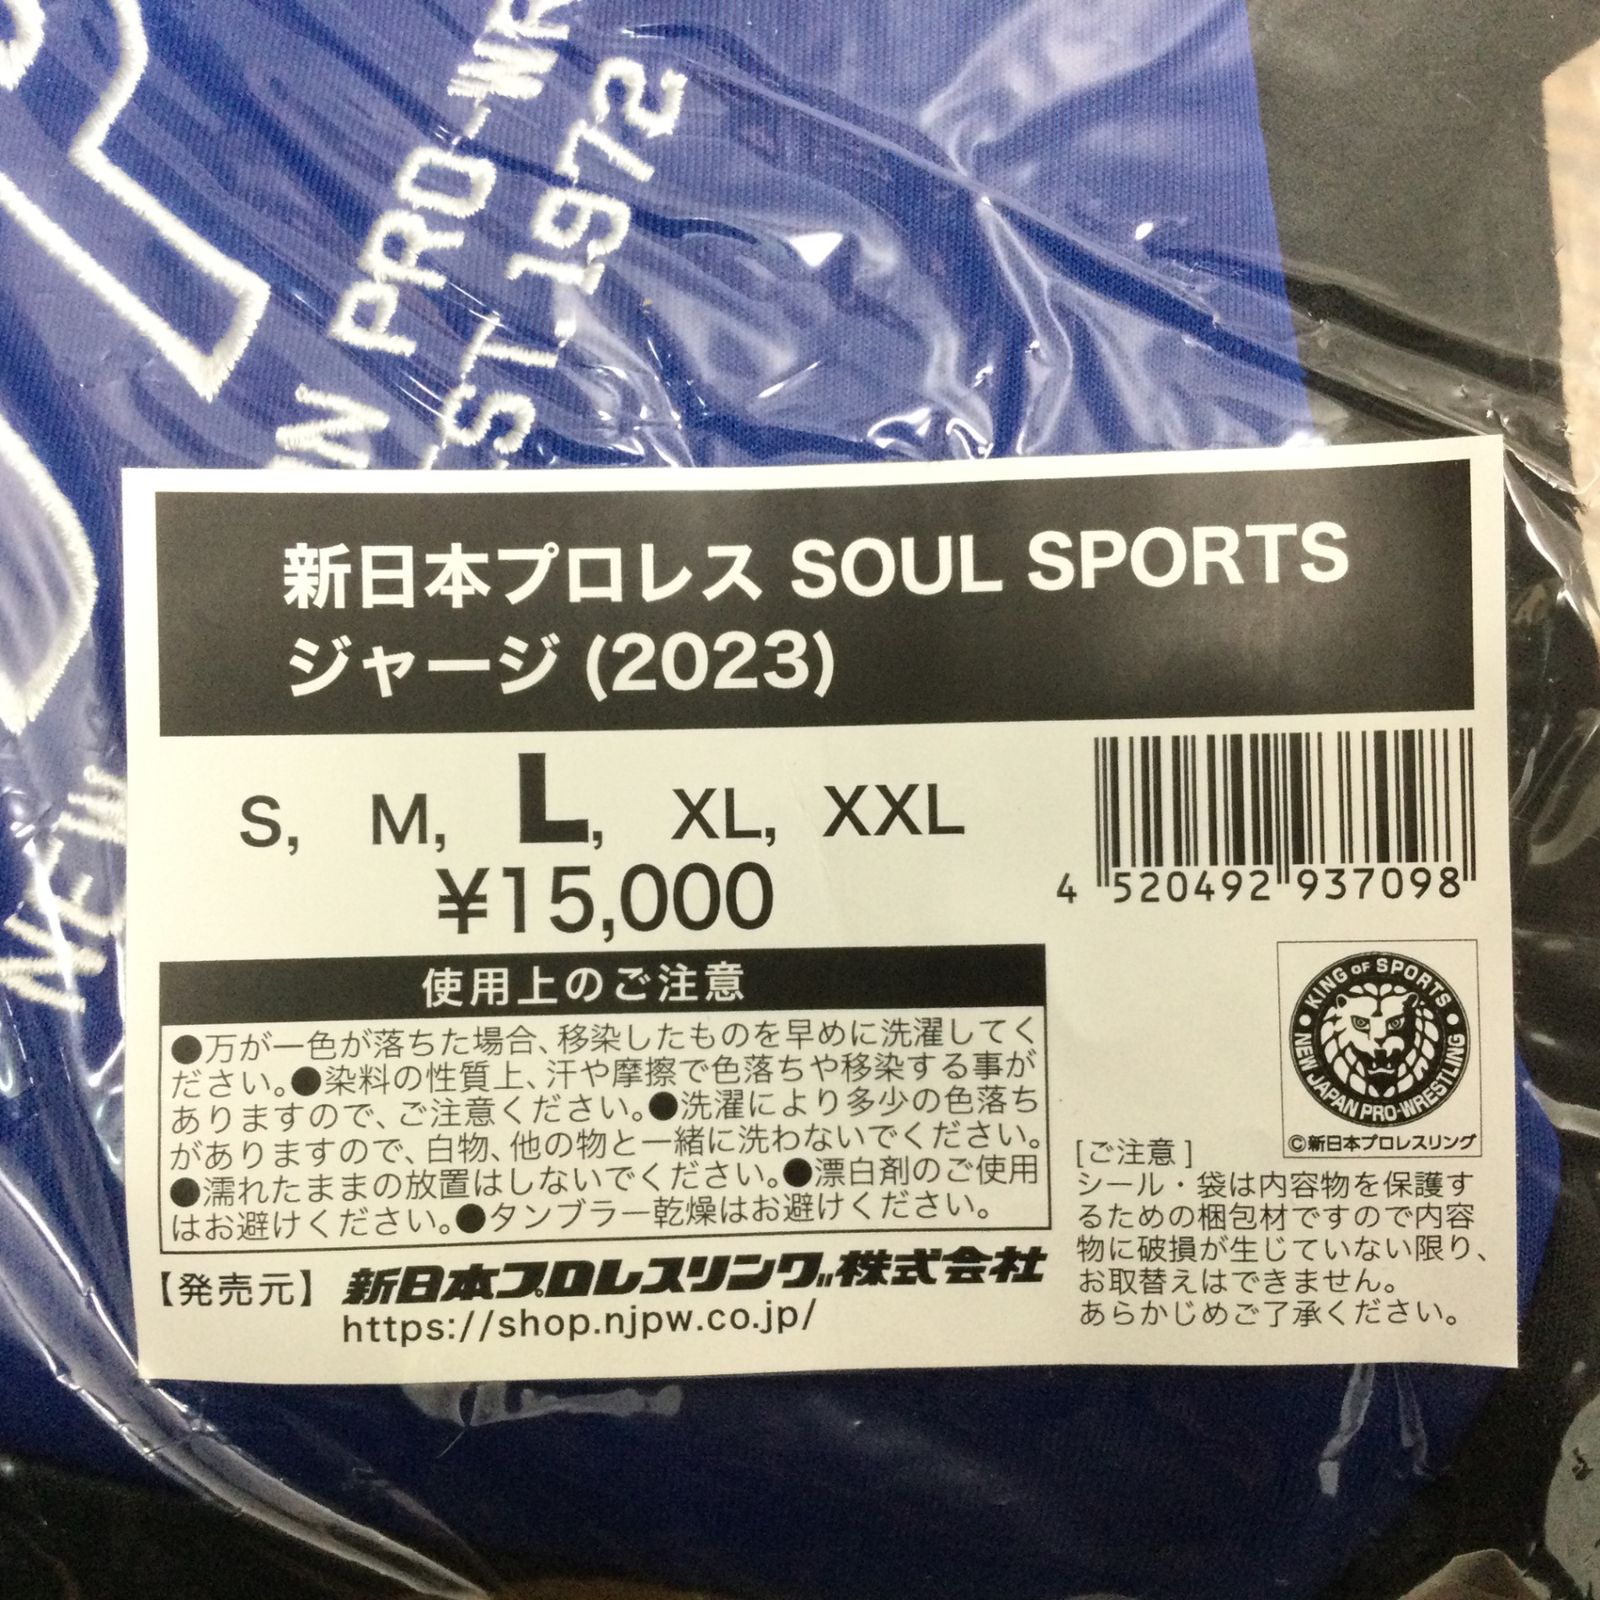 PRO-WR
ST-1972
NEW
新日本プロレス SOUL SPORTS
ジャージ (2023)
S, M, L, XL, XXL
¥15,000
4 520492 937098
使用上のご注意
●万が一色が落ちた場合、移染したものを早めに洗濯してく
ださい。●染料の性質上、汗や摩擦で色落ちや移染する事が
ありますので、ご注意ください。●洗濯により多少の色落ち
がありますので、白物、他の物と一緒に洗わないでください。
●濡れたままの放置はしないでください。●漂白剤のご使用
はお避けください。●タンブラー乾燥はお避けください。
【発売元】 新日本プロレスリング株式会社
https://shop.njpw.co.jp/
KING OF SPORTS
NEW JAPAN PRO-WRESTLING
©新日本プロレスリング
[ご注意]
シール・袋は内容物を保護す
るための梱包材ですので内容
物に破損が生じていない限り、
お取替えはできません。
あらかじめご了承ください。